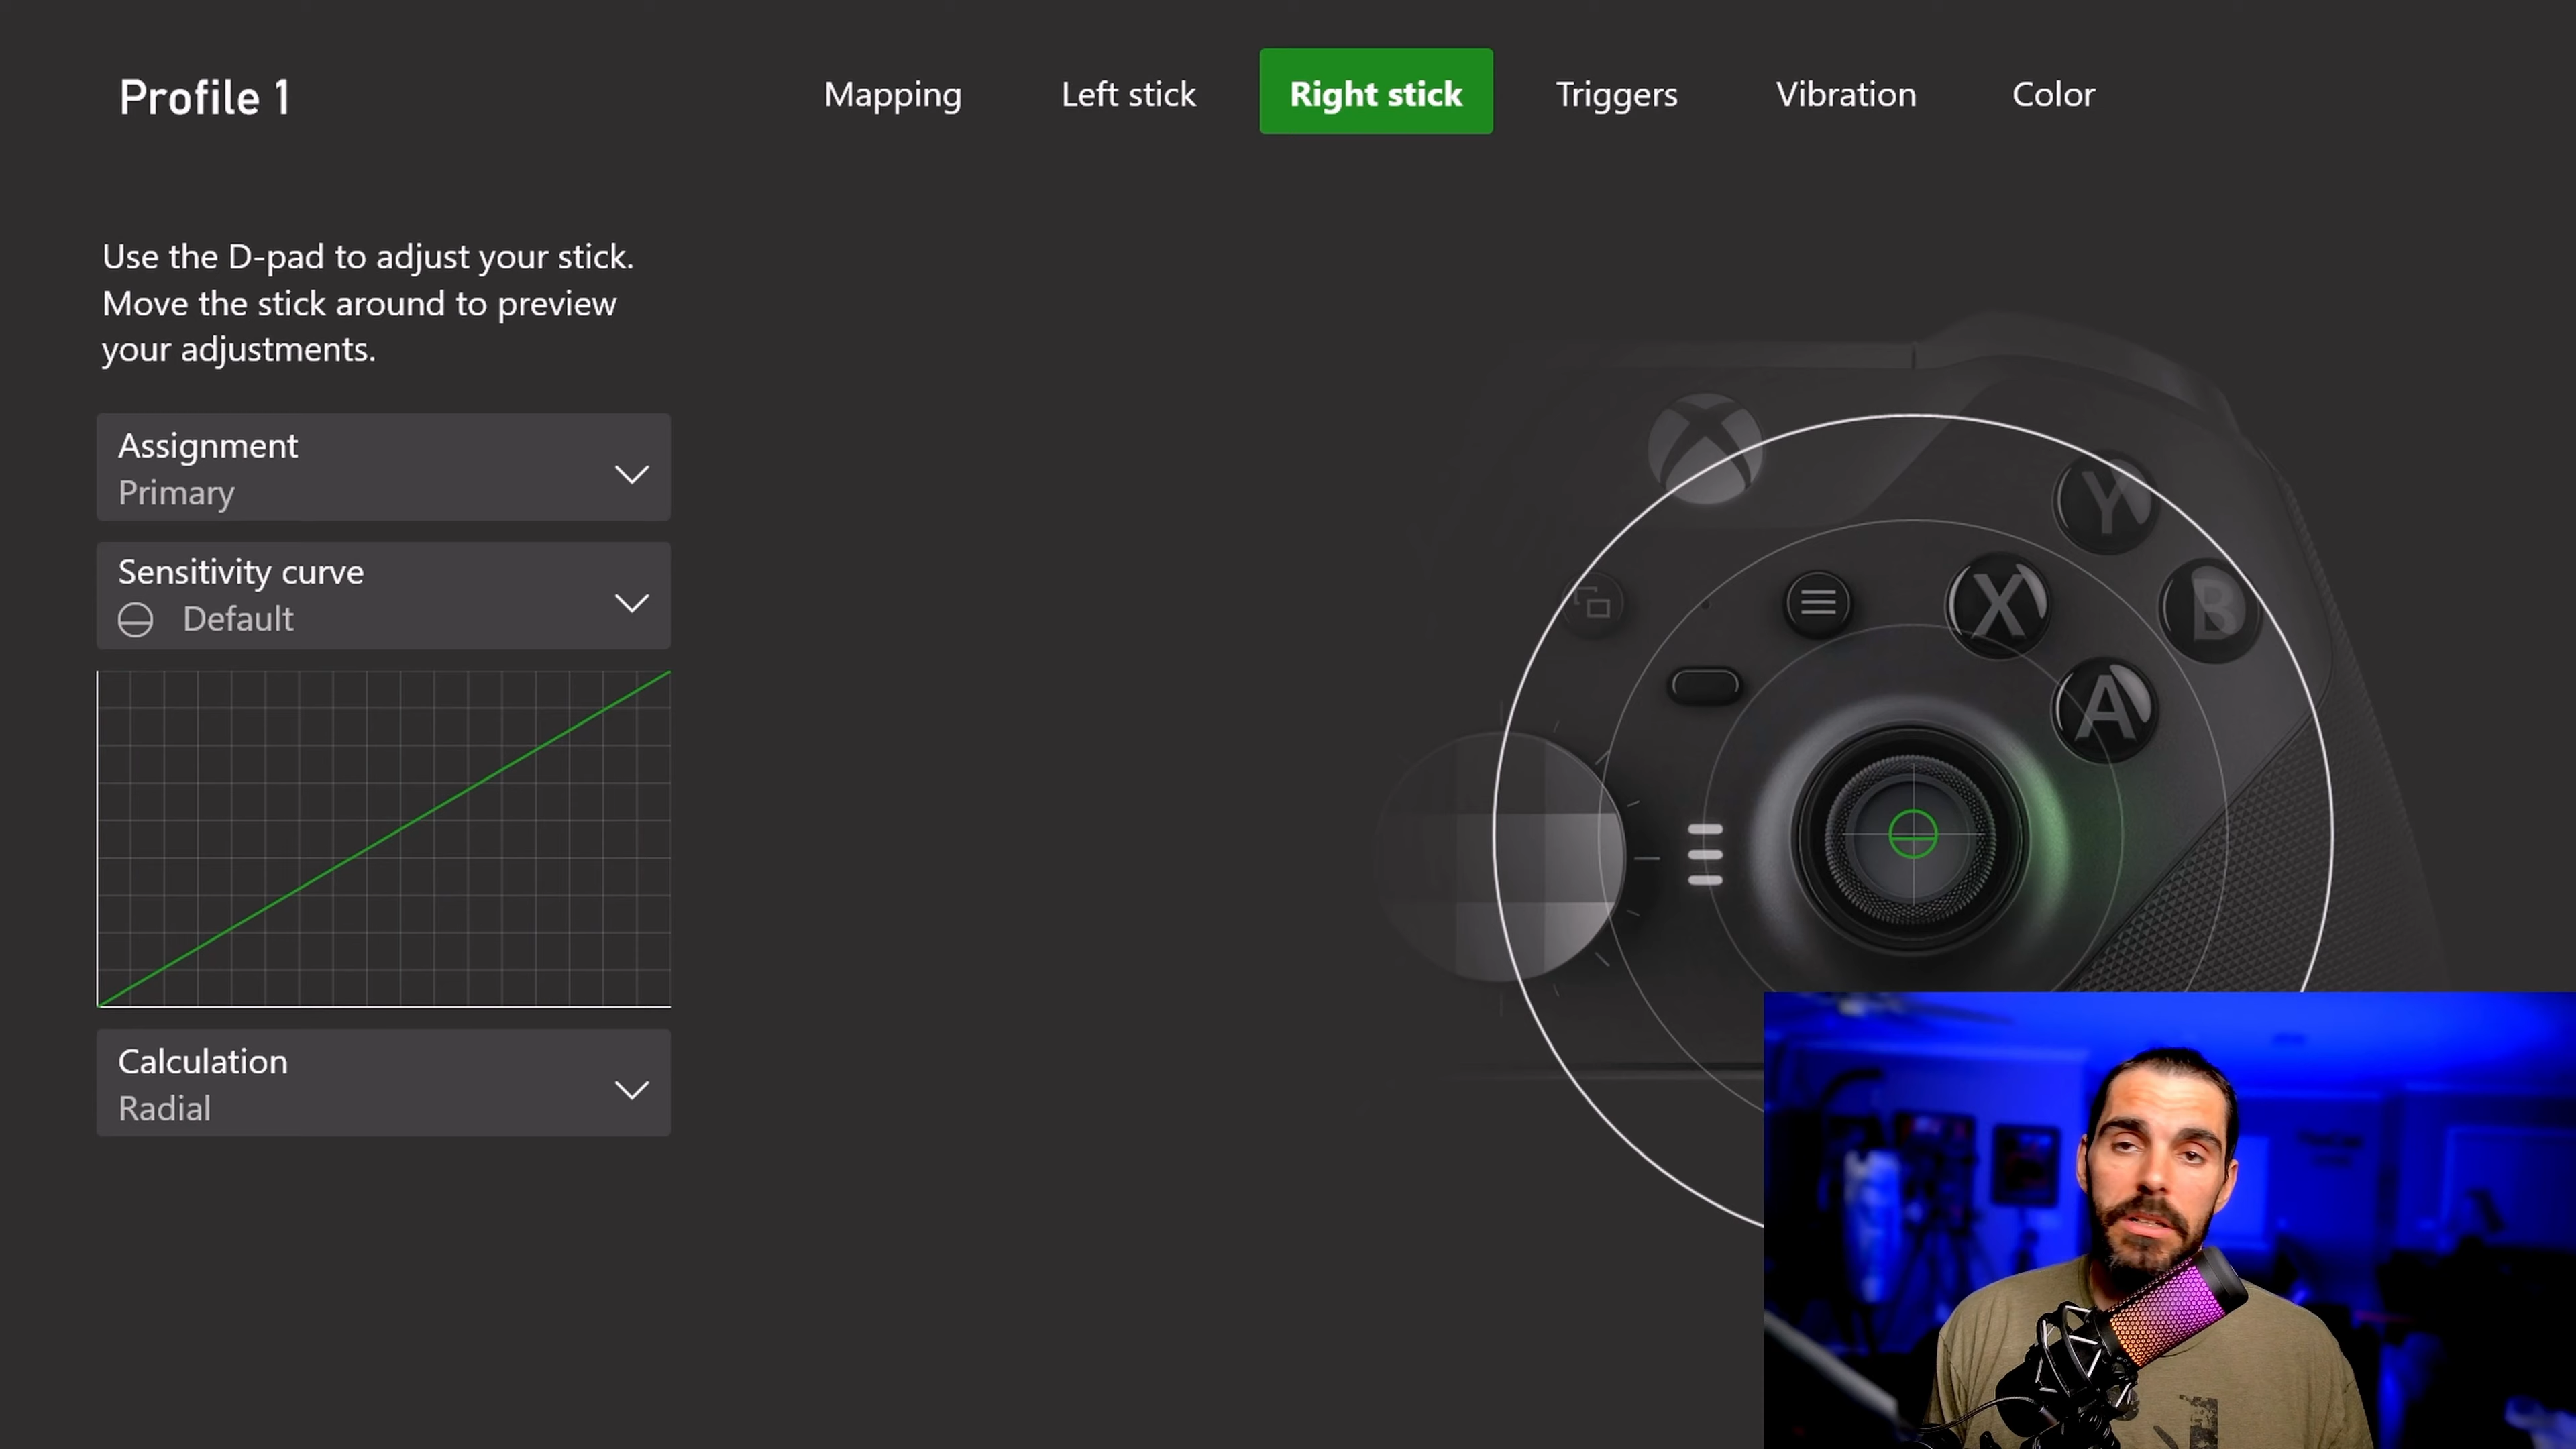 Profile 1
Mapping
Left stick
Right stick
Triggers
Vibration
Color
Use the D-pad to adjust your stick.
Move the stick around to preview
your adjustments.
Assignment
Primary
Sensitivity curve
Default
Calculation
Radial
Y
X
B
A